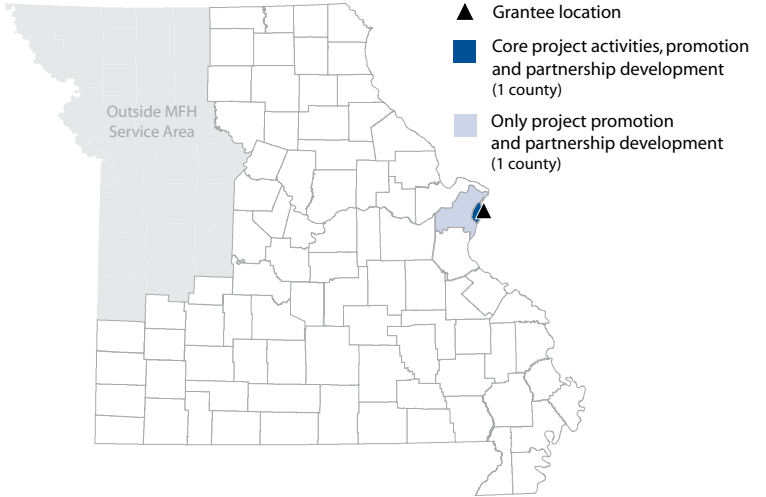 Grantee location
Core project activities, promotion
and partnership development
(1 county)
Only project promotion
and partnership development
(1 county)
Outside MFH
Service Area